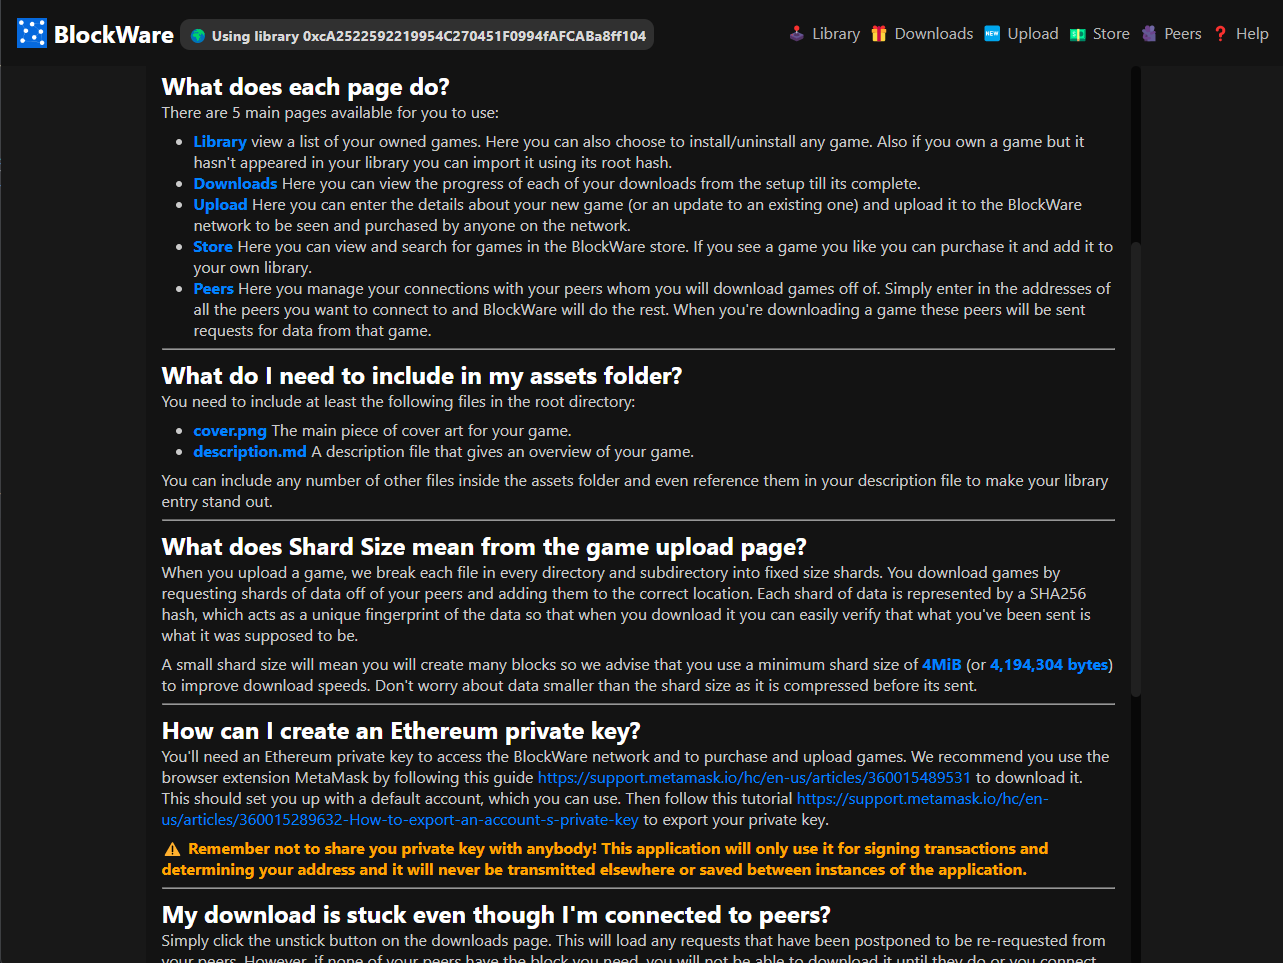 BlockWare
Using library 0xcA2522592219954C270451F0994fAFCABa8ff104
Library Downloads NEW Upload Store Peers Help
What does each page do?
There are 5 main pages available for you to use:
Library view a list of your owned games. Here you can also choose to install/uninstall any game. Also if you own a game but it
hasn't appeared in your library you can import it using its root hash.
Downloads Here you can view the progress of each of your downloads from the setup till its complete.
Upload Here you can enter the details about your new game (or an update to an existing one) and upload it to the BlockWare
network to be seen and purchased by anyone on the network.
Store Here you can view and search for games in the BlockWare store. If you see a game you like you can purchase it and add it to
your own library.
Peers Here you manage your connections with your peers whom you will download games off of. Simply enter in the addresses of
all the peers you want to connect to and BlockWare will do the rest. When you're downloading a game these peers will be sent
requests for data from that game.
What do I need to include in my assets folder?
You need to include at least the following files in the root directory:
cover.png The main piece of cover art for your game.
description.md A description file that gives an overview of your game.
You can include any number of other files inside the assets folder and even reference them in your description file to make your library
entry stand out.
What does Shard Size mean from the game upload page?
When you upload a game, we break each file in every directory and subdirectory into fixed size shards. You download games by
requesting shards of data off of your peers and adding them to the correct location. Each shard of data is represented by a SHA256
hash, which acts as a unique fingerprint of the data so that when you download it you can easily verify that what you've been sent is
what it was supposed to be.
A small shard size will mean you will create many blocks so we advise that you use a minimum shard size of 4MiB (or 4,194,304 bytes)
to improve download speeds. Don't worry about data smaller than the shard size as it is compressed before its sent.
How can I create an Ethereum private key?
You'll need an Ethereum private key to access the BlockWare network and to purchase and upload games. We recommend you use the
browser extension MetaMask by following this guide https://support.metamask.io/hc/en-us/articles/360015489531 to download it.
This should set you up with a default account, which you can use. Then follow this tutorial https://support.metamask.io/hc/en-
us/articles/360015289632-How-to-export-an-account-s-private-key to export your private key.
Remember not to share you private key with anybody! This application will only use it for signing transactions and
determining your address and it will never be transmitted elsewhere or saved between instances of the application.
My download is stuck even though I'm connected to peers?
Simply click the unstick button on the downloads page. This will load any requests that have been postponed to be re-requested from
your peers. However, if none of your peers have the block you need, you will not be able to download it until they do or you connect